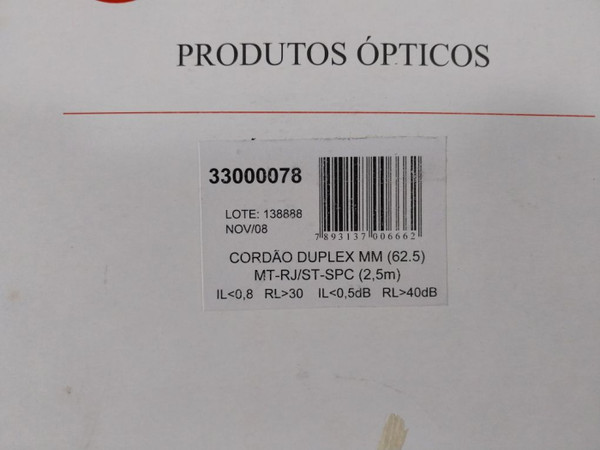 PRODUTOS ÓPTICOS
33000078
LOTE: 138888
NOV/08
7 893137 006662
CORDÃO DUPLEX MM (62.5)
MT-RJ/ST-SPC (2,5m)
IL<0,8 RL>30 IL<0,5dB RL>40dB